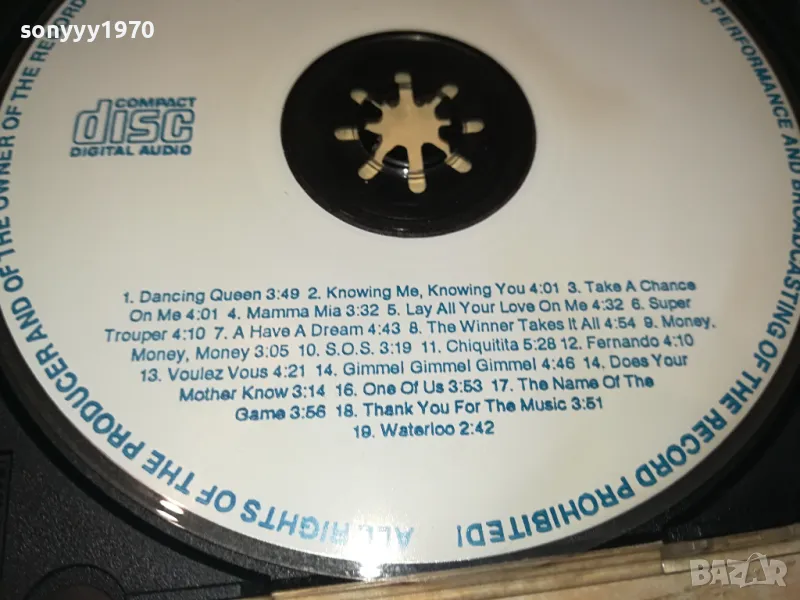 sonyyy1970
COMPACT
disc
DIGITAL AUDIO
1. Dancing Queen 3:49 2. Knowing Me, Knowing You 4:01 3. Take A Chance
On Me 4:01 4. Mamma Mia 3:32 5. Lay All Your Love On Me 4:32 6. Super
Trouper 4:10 7. A Have A Dream 4:43 8. The Winner Takes It All 4:54 9. Money,
Money, Money 3:05 10. S.O.S. 3:19 11. Chiquitita 5:28 12. Fernando 4:10
13. Voulez Vous 4:21 14. Gimmel Gimmel Gimmel 4:46 14. Does Your
Mother Know 3:14 16. One Of Us 3:53 17. The Name Of The
Game 3:56 18. Thank You For The Music 3:51
19. Waterloo 2:42
ALL RIGHTS OF THE PRODUCER AND OF THE OWNER OF THE RECORD
PERFORMANCE AND BROADCASTING OF THE RECORD PROHIBITED!
BAZAR